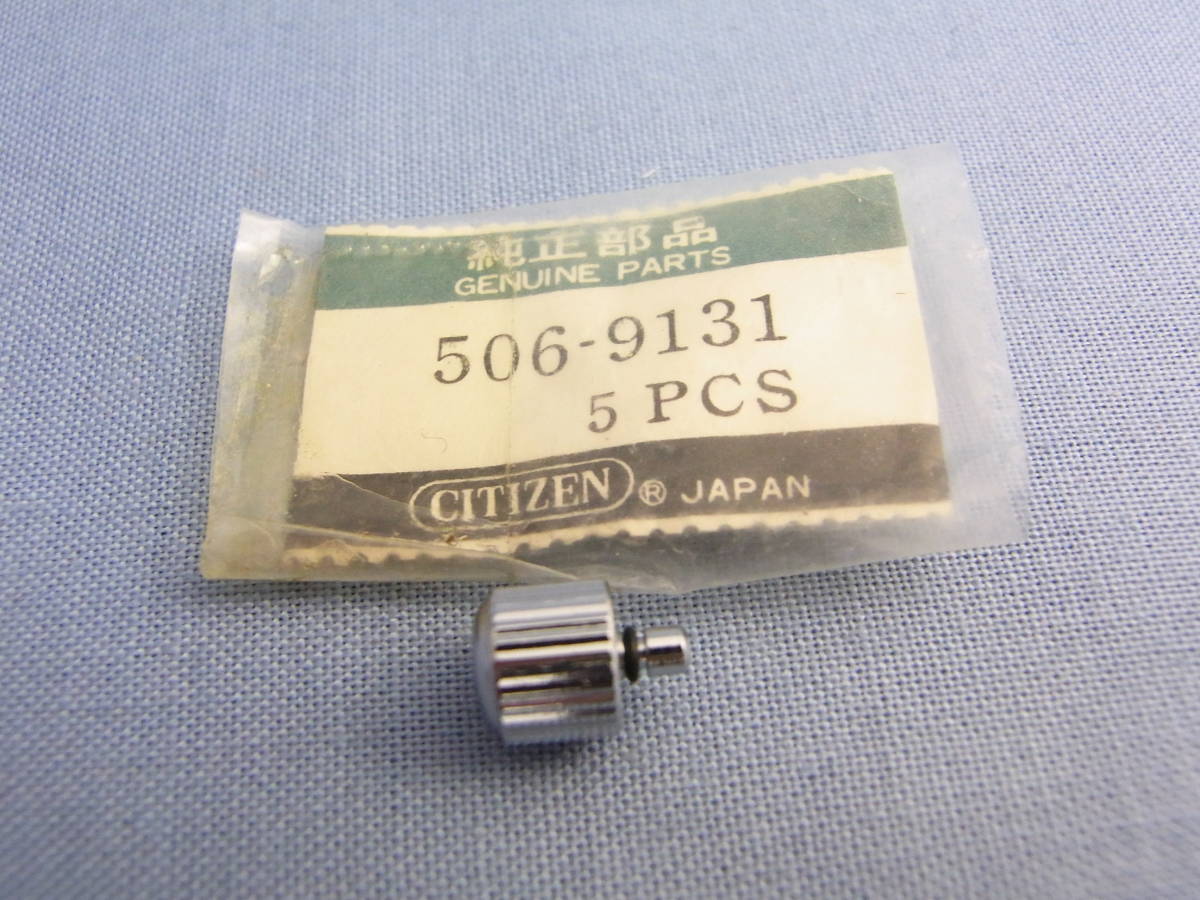 純正部品
GENUINE PARTS
506-9131
5 PCS
CITIZEN ® JAPAN